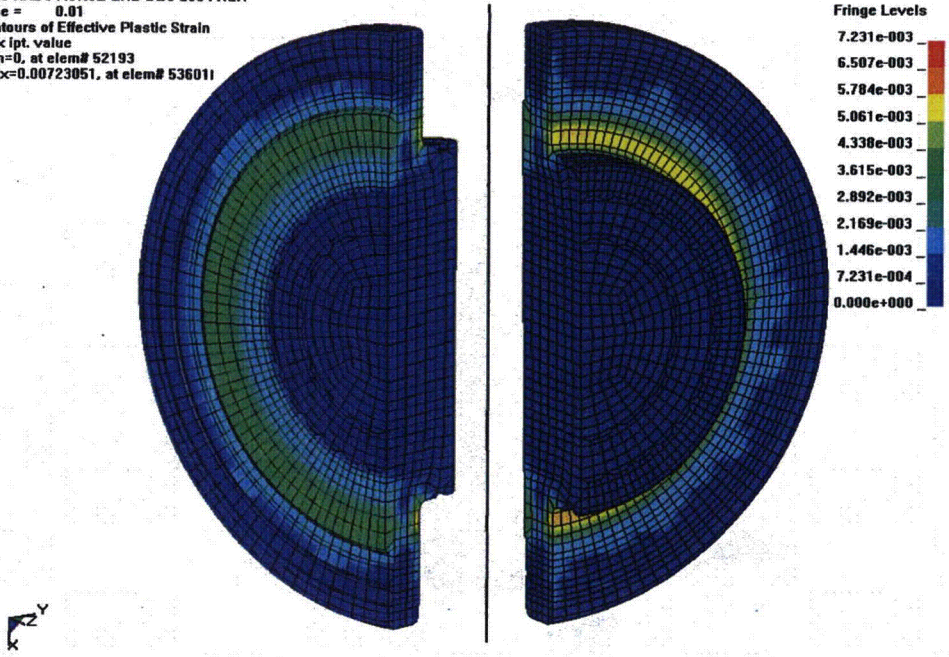 0.01
Contours of Effective Plastic Strain
ipt. value
at elem# 52193
x=0.00723051, at elem# 53601
Fringe Levels
7.231e-003
6.507e-003
5.784e-003
5.061e-003
4.338e-003
3.615e-003
2.892e-003
2.169e-003
1.446e-003
7.231e-004
0.000e+000
Y
Z
X